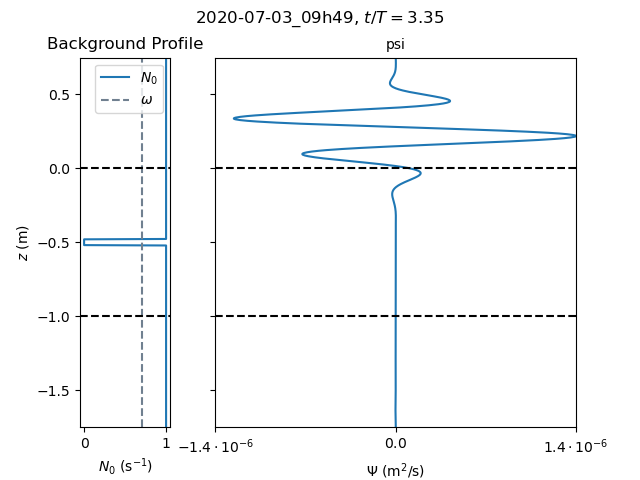 2020-07-03_09h49, t/T = 3.35
Background Profile
psi
N₀
ω
0.5
0.0
−0.5
−1.0
−1.5
z (m)
0
1
−1.4 · 10⁻⁶
0.0
1.4 · 10⁻⁶
N₀ (s⁻¹)
Ψ (m²/s)